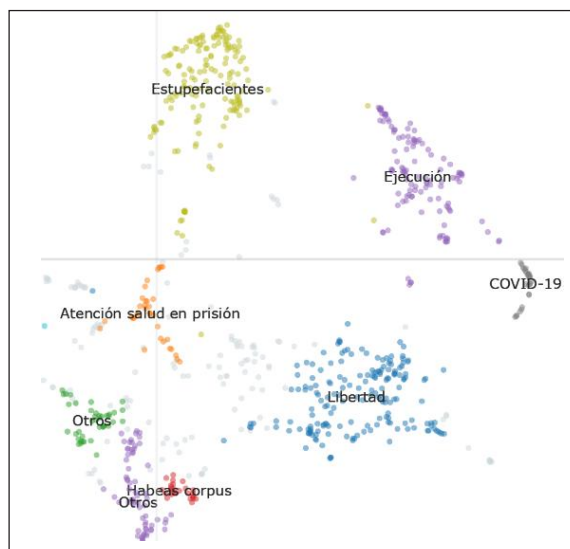 Estupefacientes
Ejecución
COVID-19
Atención salud en prisión
Libertad
Otros
Habeas corpus
Otros